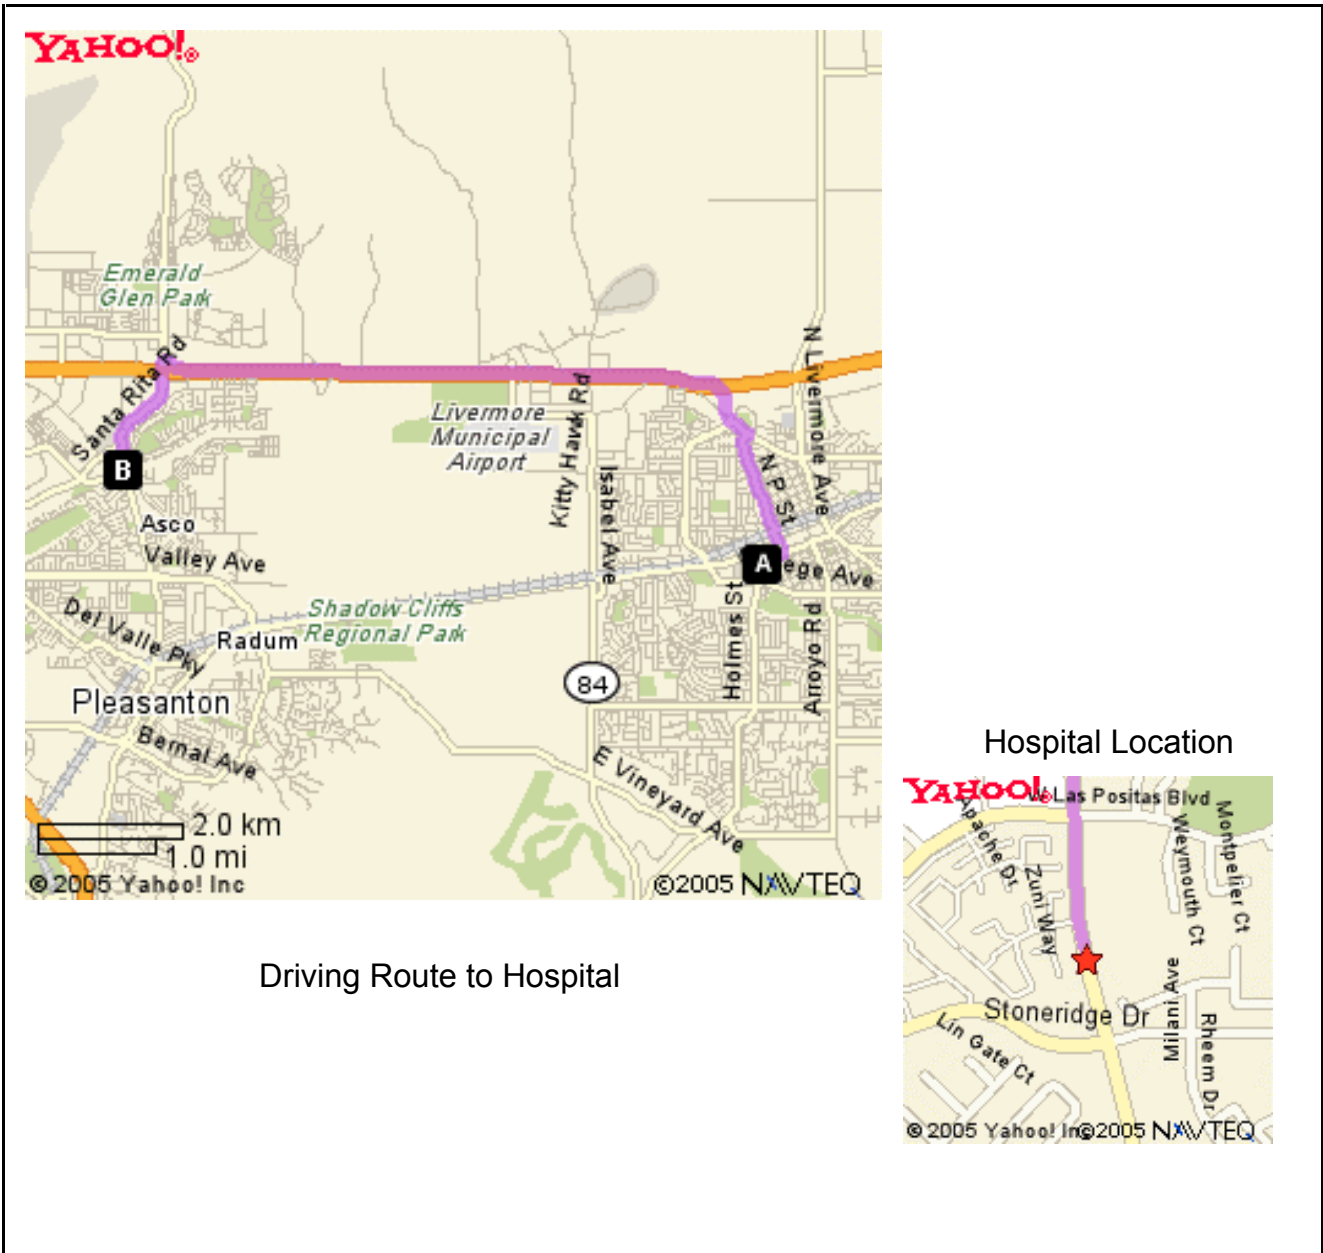 YAHOO!®
Emerald
Glen Park
Santa Rita Rd
N Livermore Ave
Livermore
Municipal
Airport
Kitty Hawk Rd
Isabel Ave
N P St
B
A
ege Ave
Asco
Valley Ave
Shadow Cliffs
Regional Park
Del Valle Pky
Radum
Holmes St
Arroyo Rd
84
Pleasanton
Bernal Ave
E Vineyard Ave
2.0 km
1.0 mi
©2005 Yahoo! Inc
©2005 NAVTEQ
Driving Route to Hospital
Hospital Location
YAHOO!®
W Las Positas Blvd
Apache Dr
Zuni Way
Weymouth Ct
Montpelier Ct
Stoneridge Dr
Milani Ave
Lin Gate Ct
Rheem Dr
©2005 Yahoo! In
©2005 NAVTEQ